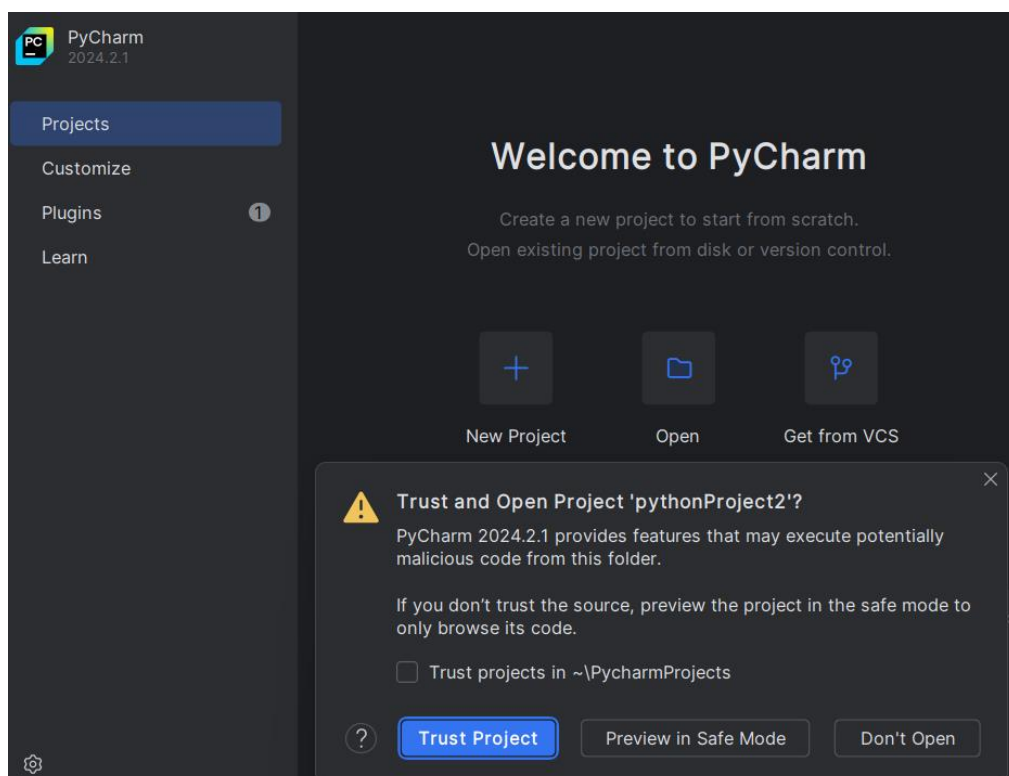 PC
PyCharm
2024.2.1
Projects
Customize
Plugins 1
Learn
Welcome to PyCharm
Create a new project to start from scratch.
Open existing project from disk or version control.
New Project Open Get from VCS
Trust and Open Project 'pythonProject2'?
PyCharm 2024.2.1 provides features that may execute potentially
malicious code from this folder.
If you don’t trust the source, preview the project in the safe mode to
only browse its code.
Trust projects in ~\PycharmProjects
? Trust Project Preview in Safe Mode Don't Open